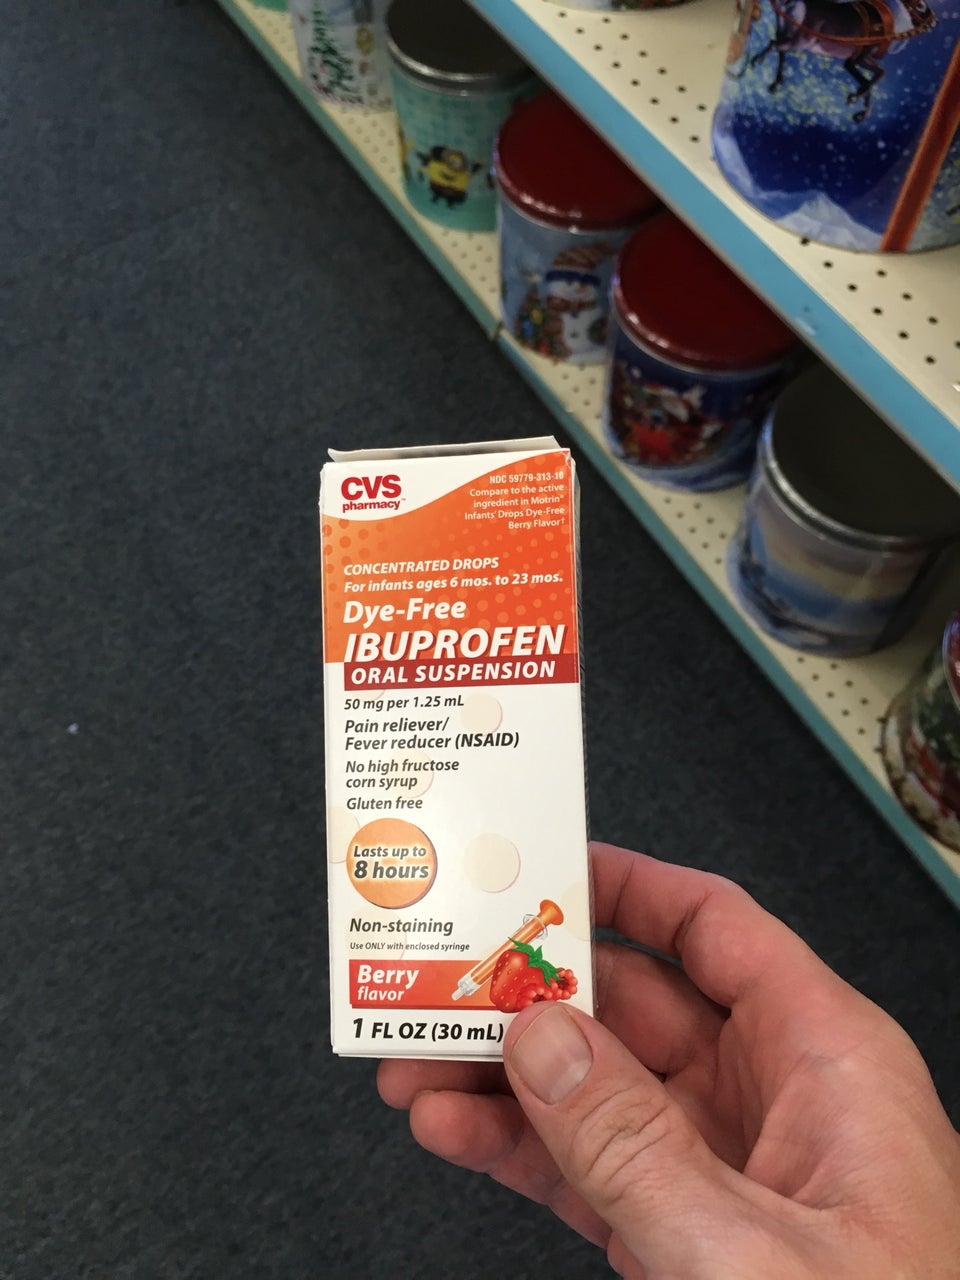 CVS
pharmacy™
NDC 59779-313-10
Compare to the active
ingredient in Motrin®
Infants' Drops Dye-Free
Berry Flavor†
CONCENTRATED DROPS
For infants ages 6 mos. to 23 mos.
Dye-Free
IBUPROFEN
ORAL SUSPENSION
50 mg per 1.25 mL
Pain reliever/
Fever reducer (NSAID)
No high fructose
corn syrup
Gluten free
Lasts up to
8 hours
Non-staining
Use ONLY with enclosed syringe
Berry
flavor
1 FL OZ (30 mL)